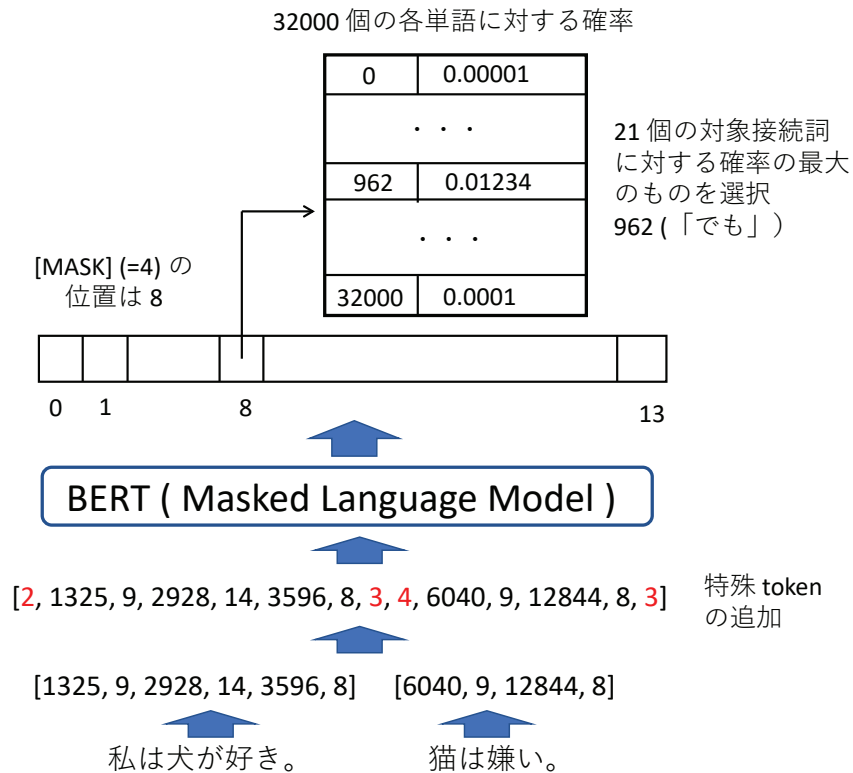 32000 個の各単語に対する確率
0 0.00001
・・・
962 0.01234
・・・
32000 0.0001
21 個の対象接続詞
に対する確率の最大
のものを選択
962 (「でも」)
[MASK] (=4) の
位置は 8
0 1 8 13
BERT ( Masked Language Model )
[2, 1325, 9, 2928, 14, 3596, 8, 3, 4, 6040, 9, 12844, 8, 3]
特殊 token
の追加
[1325, 9, 2928, 14, 3596, 8] [6040, 9, 12844, 8]
私は犬が好き。 猫は嫌い。